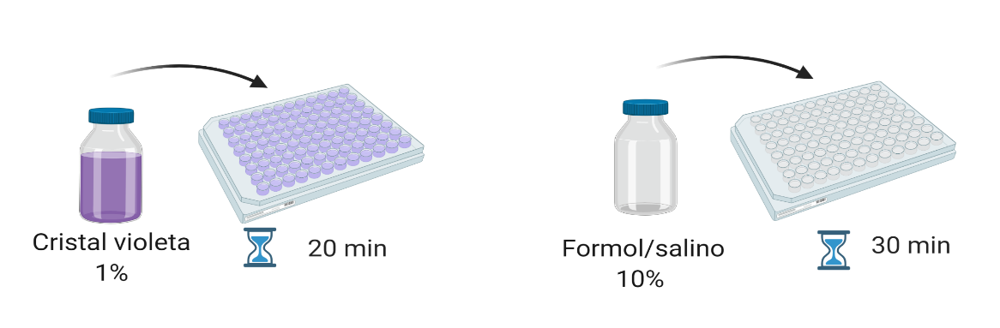 Cristal violeta
1%
20 min
Formol/salino
10%
30 min